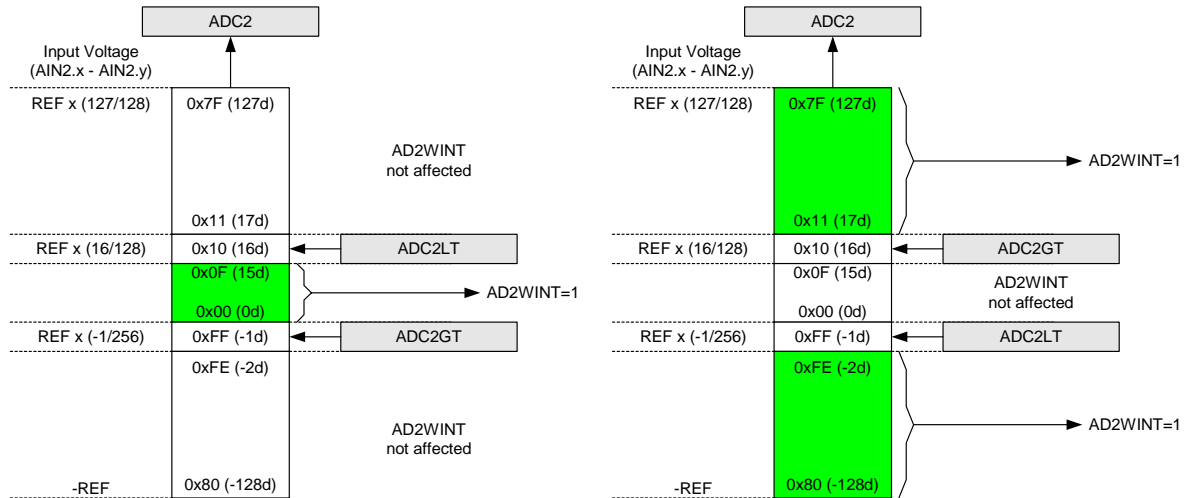 ADC2
Input Voltage
(AIN2.x - AIN2.y)
REF x (127/128)
0x7F (127d)
AD2WINT
not affected
0x11 (17d)
REF x (16/128)
0x10 (16d)
ADC2LT
0x0F (15d)
AD2WINT=1
0x00 (0d)
REF x (-1/256)
0xFF (-1d)
ADC2GT
0xFE (-2d)
AD2WINT
not affected
-REF
0x80 (-128d)
ADC2
Input Voltage
(AIN2.x - AIN2.y)
REF x (127/128)
0x7F (127d)
AD2WINT=1
0x11 (17d)
REF x (16/128)
0x10 (16d)
ADC2GT
0x0F (15d)
AD2WINT
not affected
0x00 (0d)
REF x (-1/256)
0xFF (-1d)
ADC2LT
0xFE (-2d)
AD2WINT=1
-REF
0x80 (-128d)